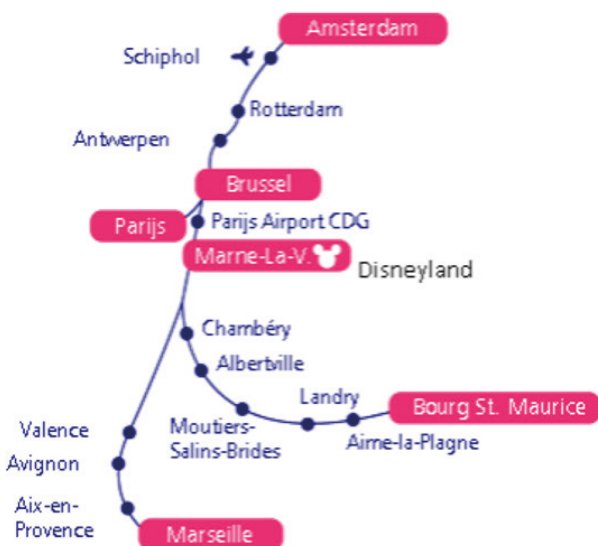 Amsterdam
Schiphol
Rotterdam
Antwerpen
Brussel
Parijs
Parijs Airport CDG
Marne-La-V.
Disneyland
Chambéry
Albertville
Landry
Bourg St. Maurice
Moutiers-
Salins-Brides
Aime-la-Plagne
Valence
Avignon
Aix-en-
Provence
Marseille